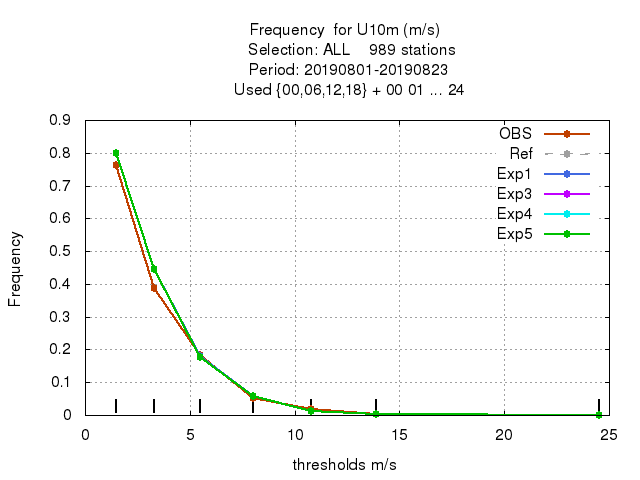 Frequency  for U10m (m/s)
Selection: ALL    989 stations
Period: 20190801-20190823
Used {00,06,12,18} + 00 01 ... 24
0.9
0.8
0.7
0.6
0.5
0.4
0.3
0.2
0.1
0
Frequency
OBS
Ref
Exp1
Exp3
Exp4
Exp5
0 5 10 15 20 25
thresholds m/s